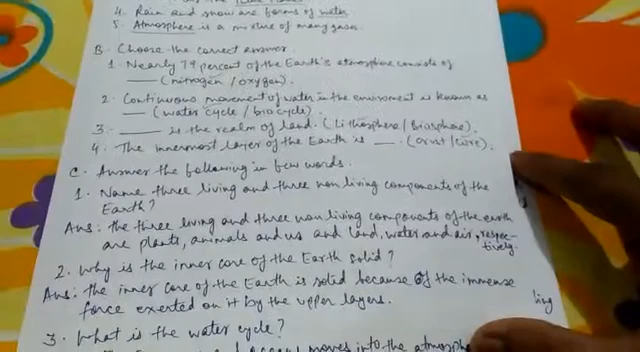 4. Rain and snow are forms of water
5. Atmosphere is a mixture of many gases.
B. Choose the correct answer.
1. Nearly 79 percent of the Earth's atmosphere consists of
—— (nitrogen / oxygen).
2. Continuous movement of water in the enviroment is known as
—— (water cycle / bio cycle).
3. —— is the realm of land. (Lithosphere / Biosphere).
4. The innermost layer of the Earth is —. (crust / core).
C. Answer the following in few words.
1. Name three living and three non living components of the
Earth?
Ans: the three living and three non living components of the earth
are plants, animals and us and land, water and air, respec-
tively.
2. Why is the inner core of the Earth solid?
Ans: the inner core of the Earth is solid because of the immense
force exerted on it by the upper layers.
ling
3. What is the water cycle?
moves into the atmosphe